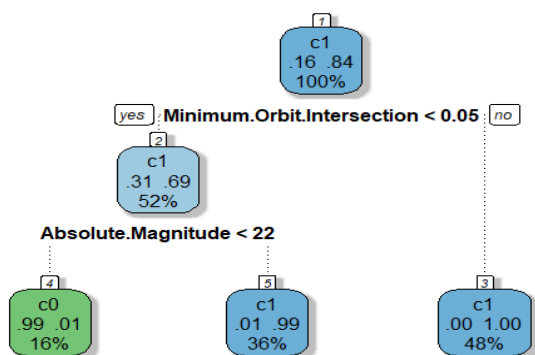 1
c1
.16 .84
100%
yes Minimum.Orbit.Intersection < 0.05 no
2
c1
.31 .69
52%
Absolute.Magnitude < 22
4
c0
.99 .01
16%
5
c1
.01 .99
36%
3
c1
.00 1.00
48%